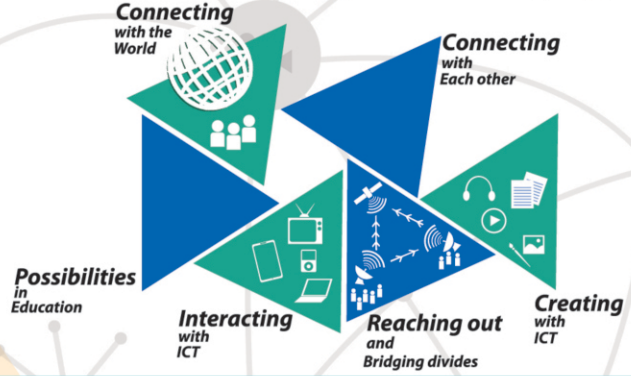 Connecting
with the
World
Connecting
with
Each other
Possibilities
in
Education
Interacting
with
ICT
Reaching out
and
Bridging divides
Creating
with
ICT